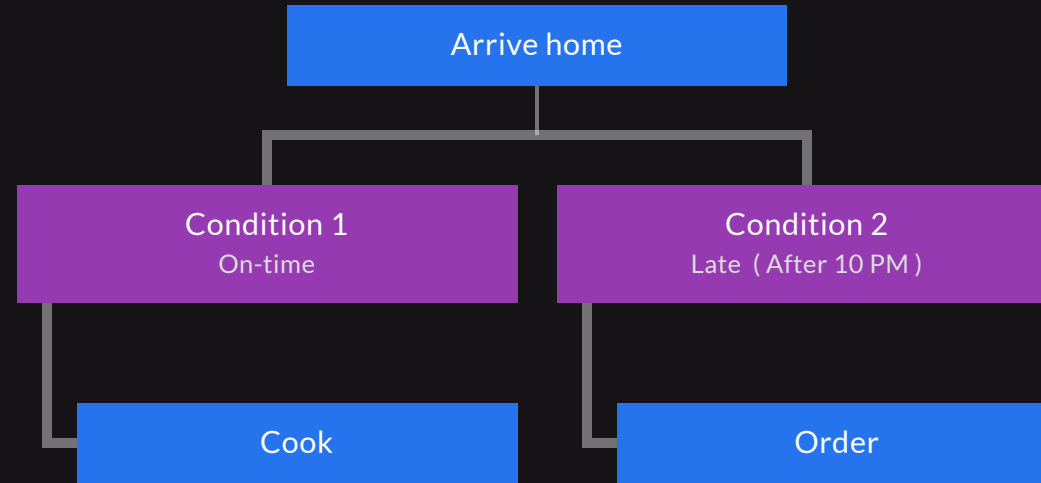 Arrive home
Condition 1
On-time
Condition 2
Late ( After 10 PM )
Cook
Order